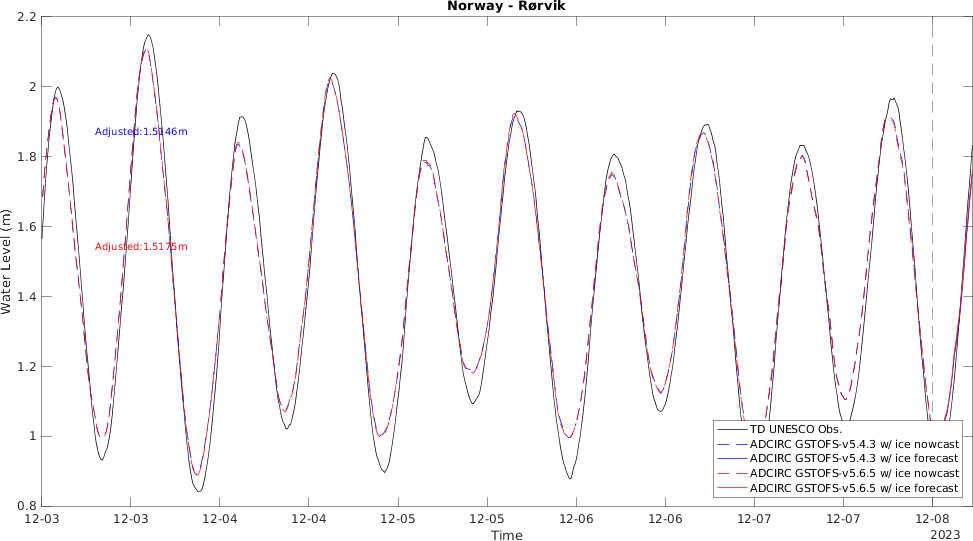 Norway - Rørvik
2.2
2
1.8
1.6
1.4
1.2
1
0.8
Water Level (m)
Adjusted:1.5146m
Adjusted:1.5175m
TD UNESCO Obs.
ADCIRC GSTOFS-v5.4.3 w/ ice nowcast
ADCIRC GSTOFS-v5.4.3 w/ ice forecast
ADCIRC GSTOFS-v5.6.5 w/ ice nowcast
ADCIRC GSTOFS-v5.6.5 w/ ice forecast
12-03 12-03 12-04 12-04 12-05 12-05 12-06 12-06 12-07 12-07 12-08
Time
2023